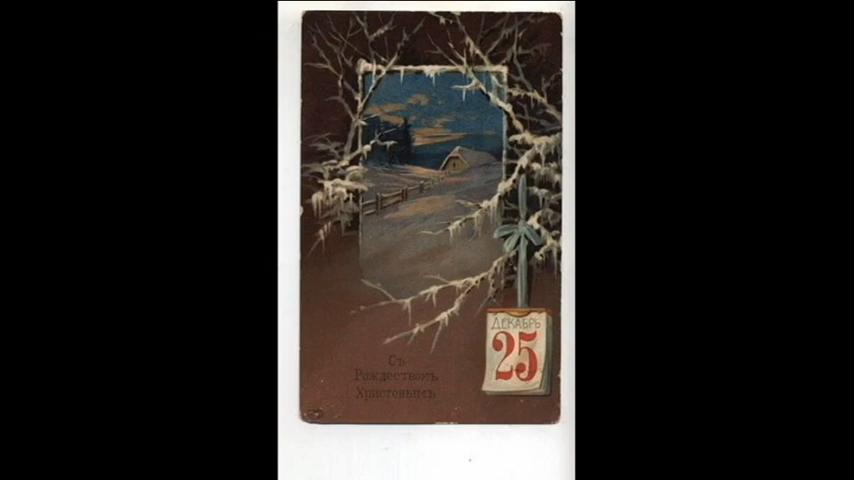 ДЕКАБРЬ
25
Съ
Рождествомъ
Христовымъ